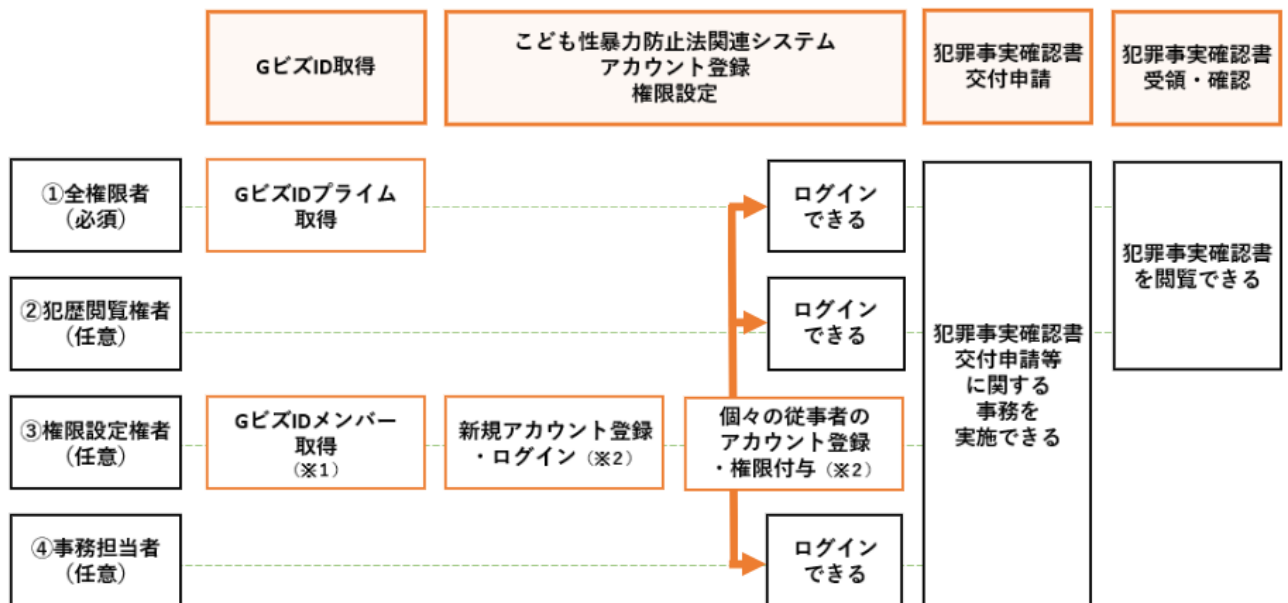 GビズID取得
こども性暴力防止法関連システム
アカウント登録
権限設定
犯罪事実確認書
交付申請
犯罪事実確認書
受領・確認
①全権限者
(必須)
GビズIDプライム
取得
ログイン
できる
②犯歴閲覧権者
(任意)
ログイン
できる
犯罪事実確認書
を閲覧できる
③権限設定権者
(任意)
GビズIDメンバー
取得
(※1)
新規アカウント登録
・ログイン（※2）
個々の従事者の
アカウント登録
・権限付与（※2）
犯罪事実確認書
交付申請等
に関する
事務を
実施できる
④事務担当者
(任意)
ログイン
できる